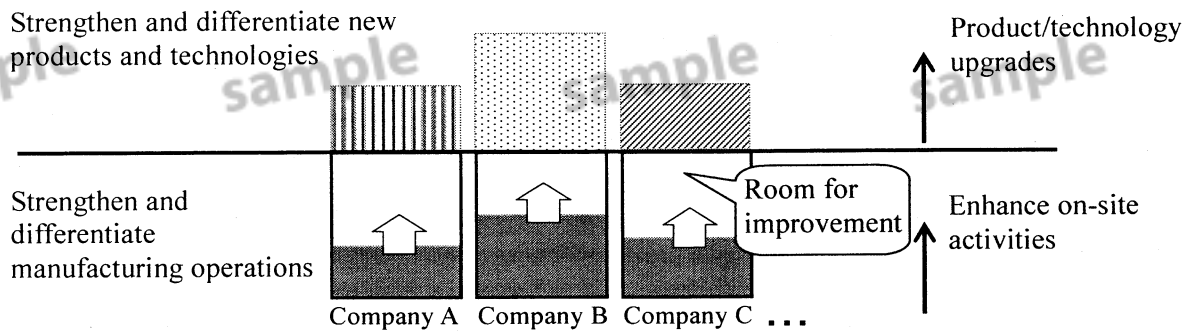 Strengthen and differentiate new
products and technologies
sample
sample
sample
sample
Product/technology
upgrades
Room for
improvement
Strengthen and
differentiate
manufacturing operations
Enhance on-site
activities
Company A
Company B
Company C ...